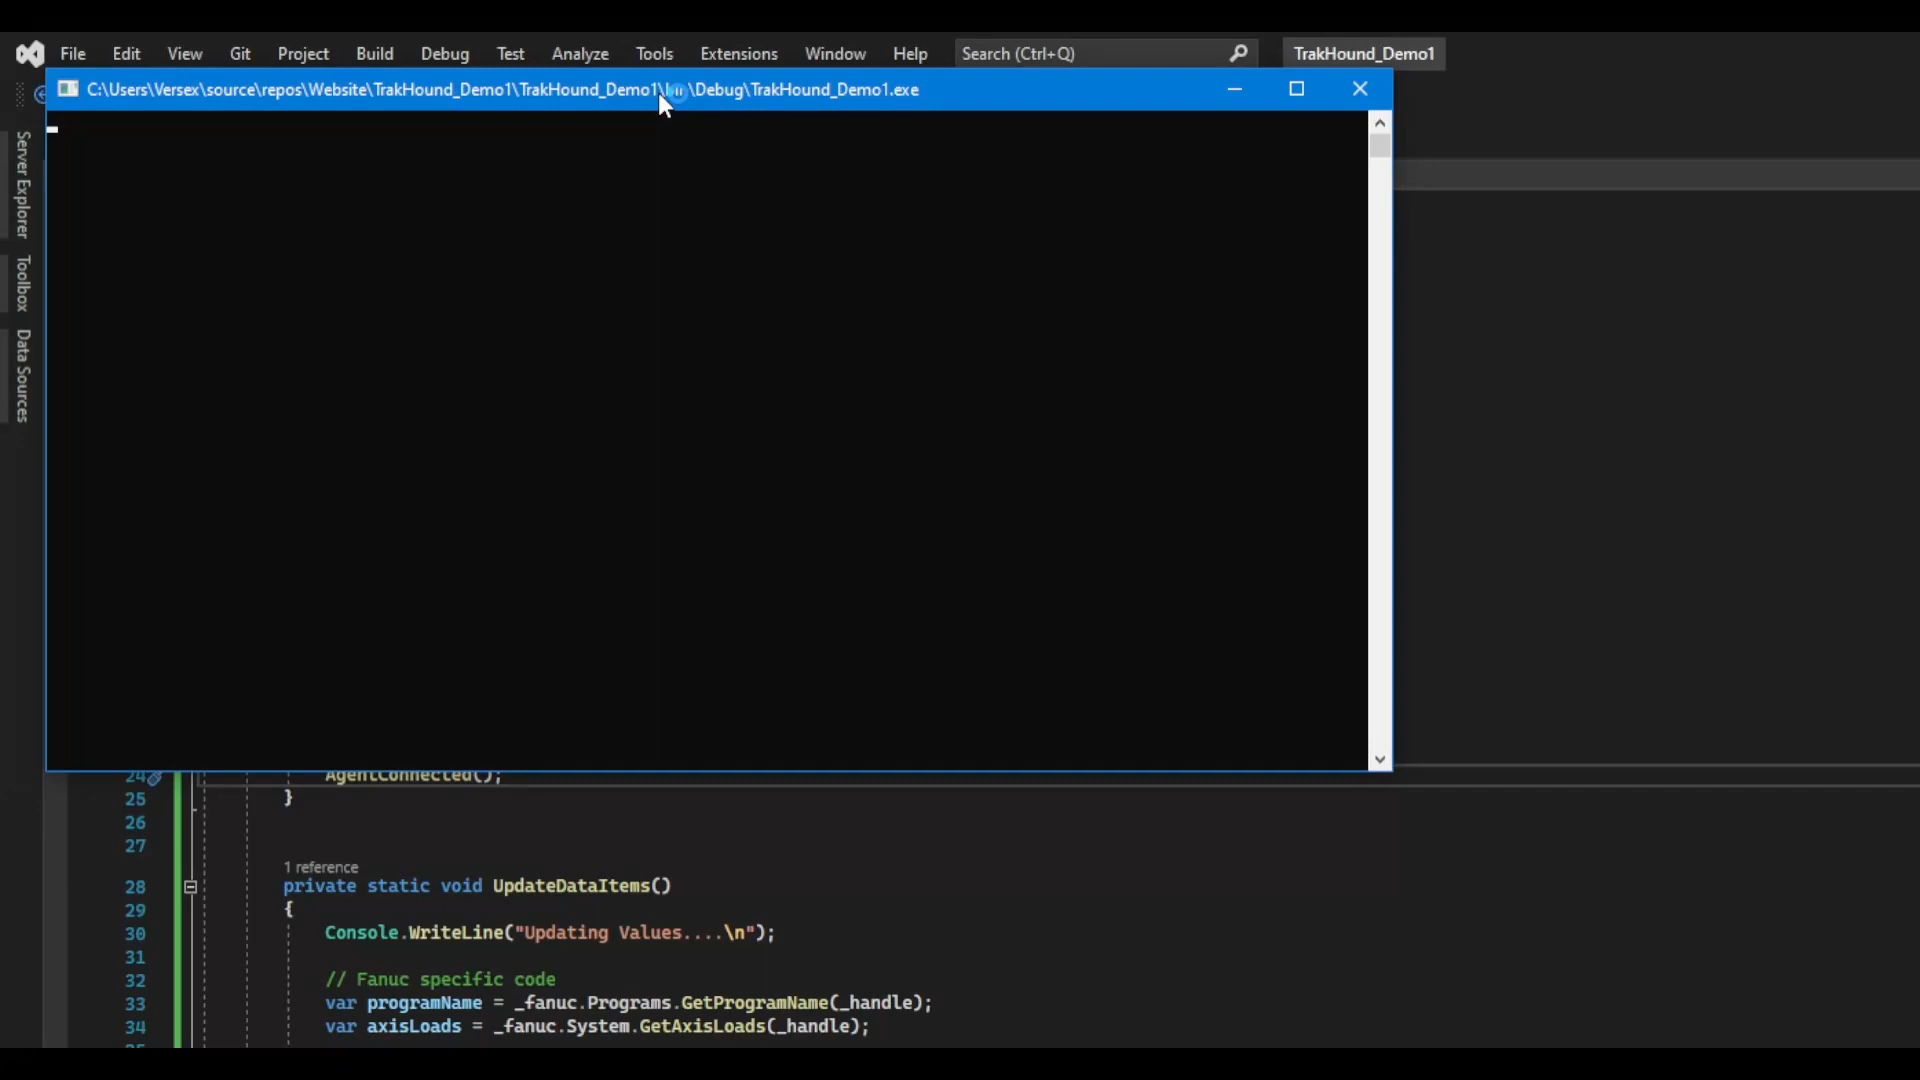 File Edit View Git Project Build Debug Test Analyze Tools Extensions Window Help Search (Ctrl+Q) TrakHound_Demo1
C:\Users\Versex\source\repos\Website\TrakHound_Demo1\TrakHound_Demo1\ \Debug\TrakHound_Demo1.exe
Server Explorer
Toolbox
Data Sources
24 AgentConnected();
25 }
26
27
1 reference
28 private static void UpdateDataItems()
29 {
30 Console.WriteLine("Updating Values....\n");
31
32 // Fanuc specific code
33 var programName = _fanuc.Programs.GetProgramName(_handle);
34 var axisLoads = _fanuc.System.GetAxisLoads(_handle);